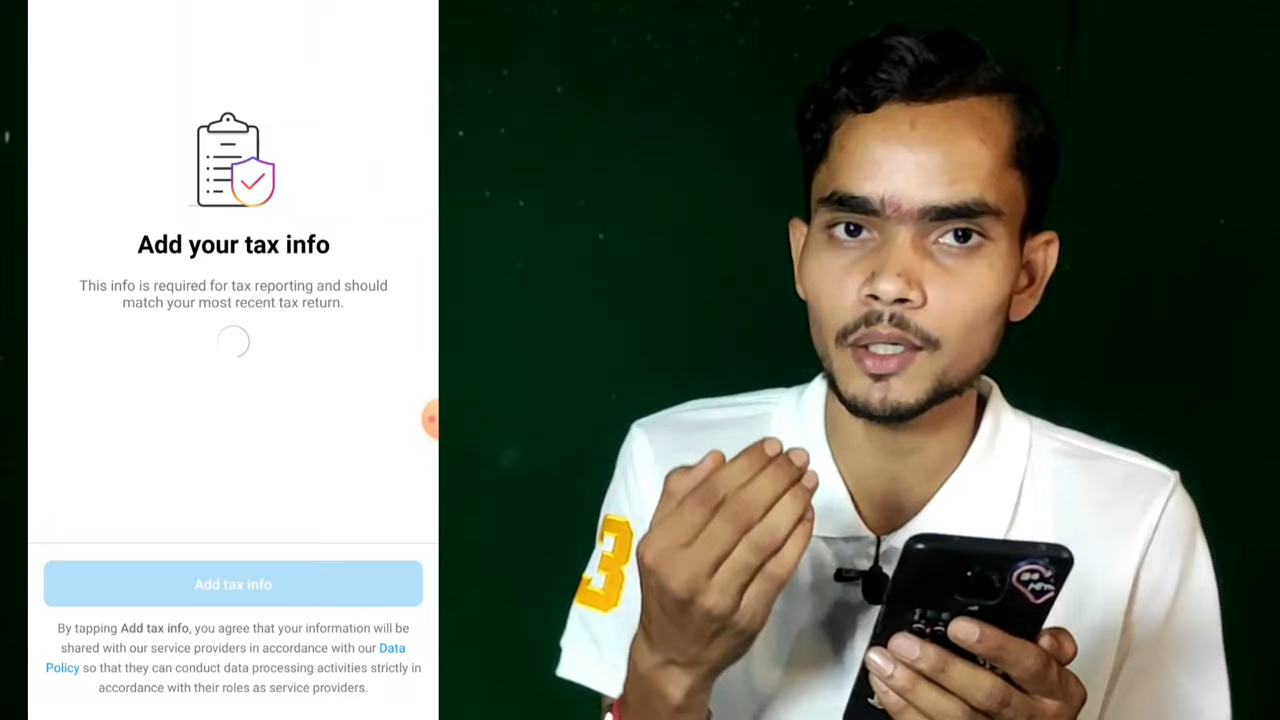 Add your tax info
This info is required for tax reporting and should
match your most recent tax return.
Add tax info
By tapping Add tax info, you agree that your information will be
shared with our service providers in accordance with our Data
Policy so that they can conduct data processing activities strictly in
accordance with their roles as service providers.
3